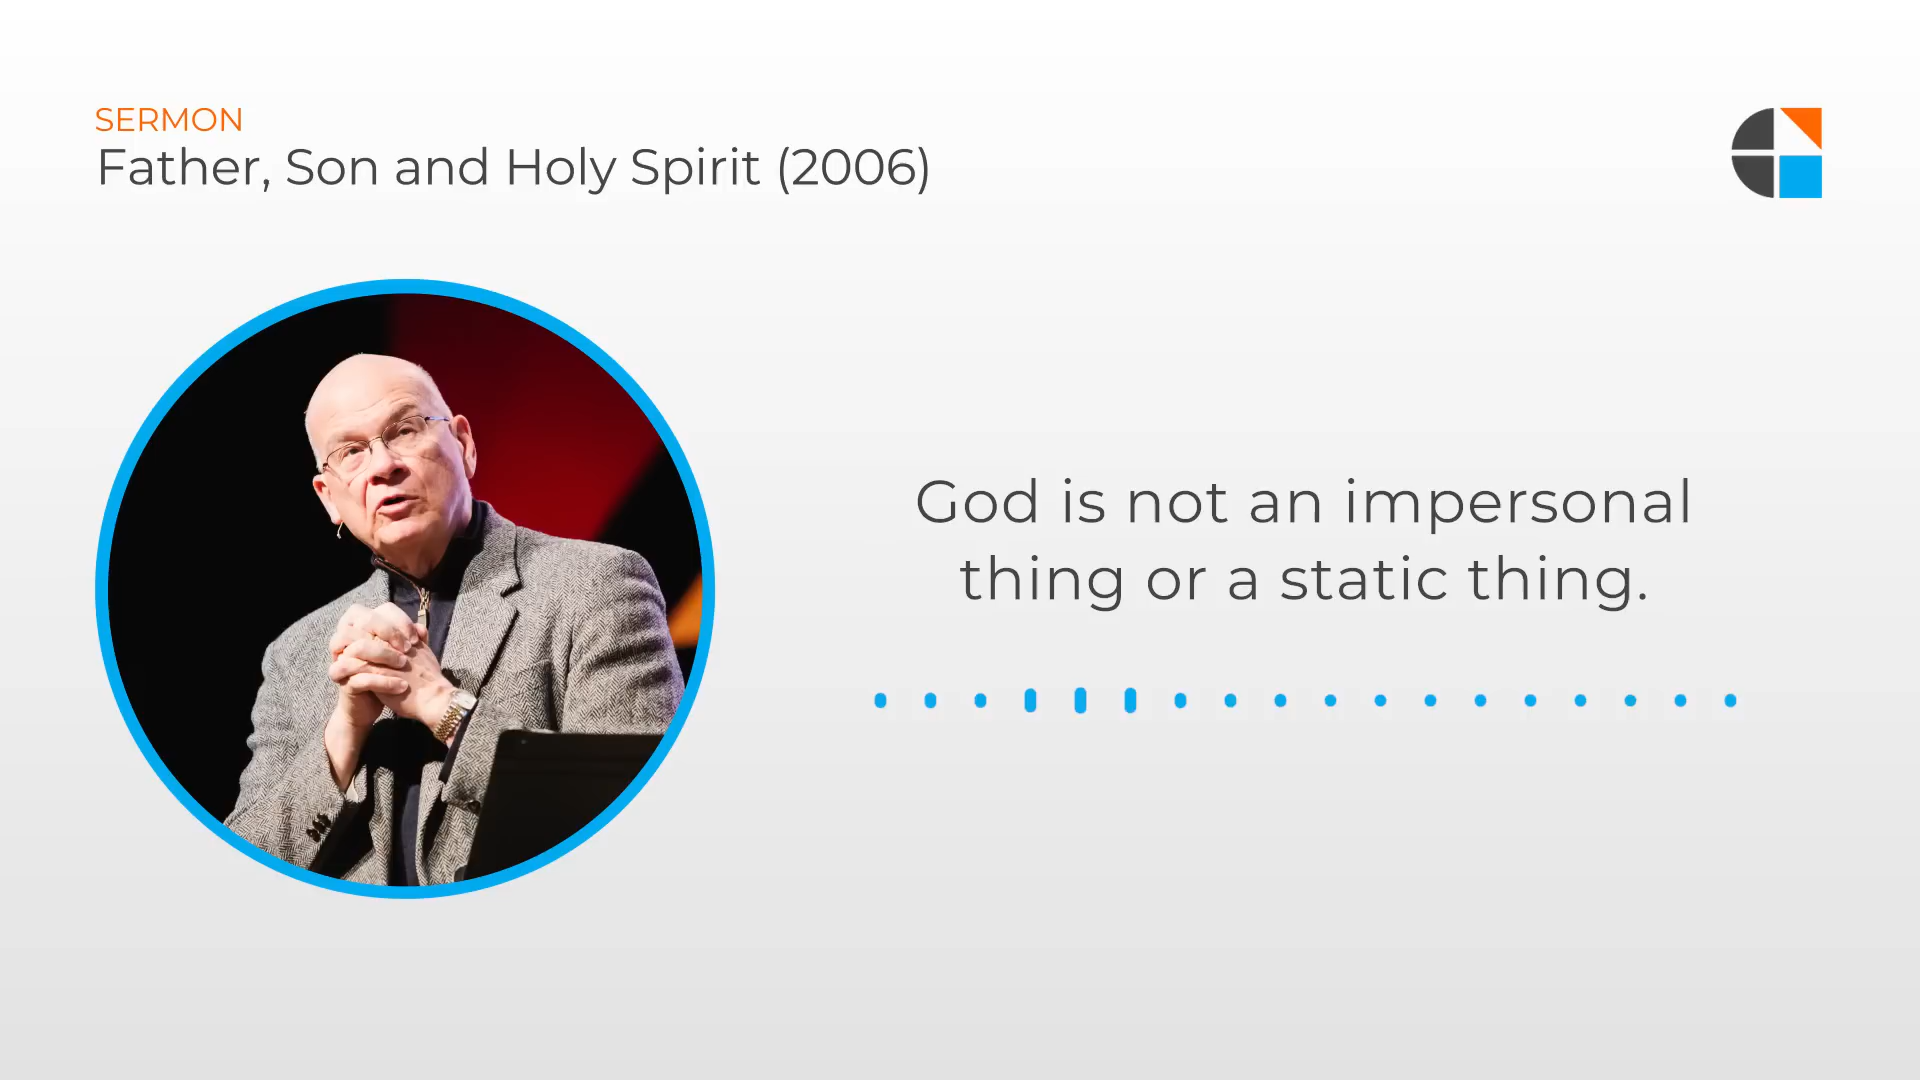 SERMON
Father, Son and Holy Spirit (2006)
God is not an impersonal
thing or a static thing.